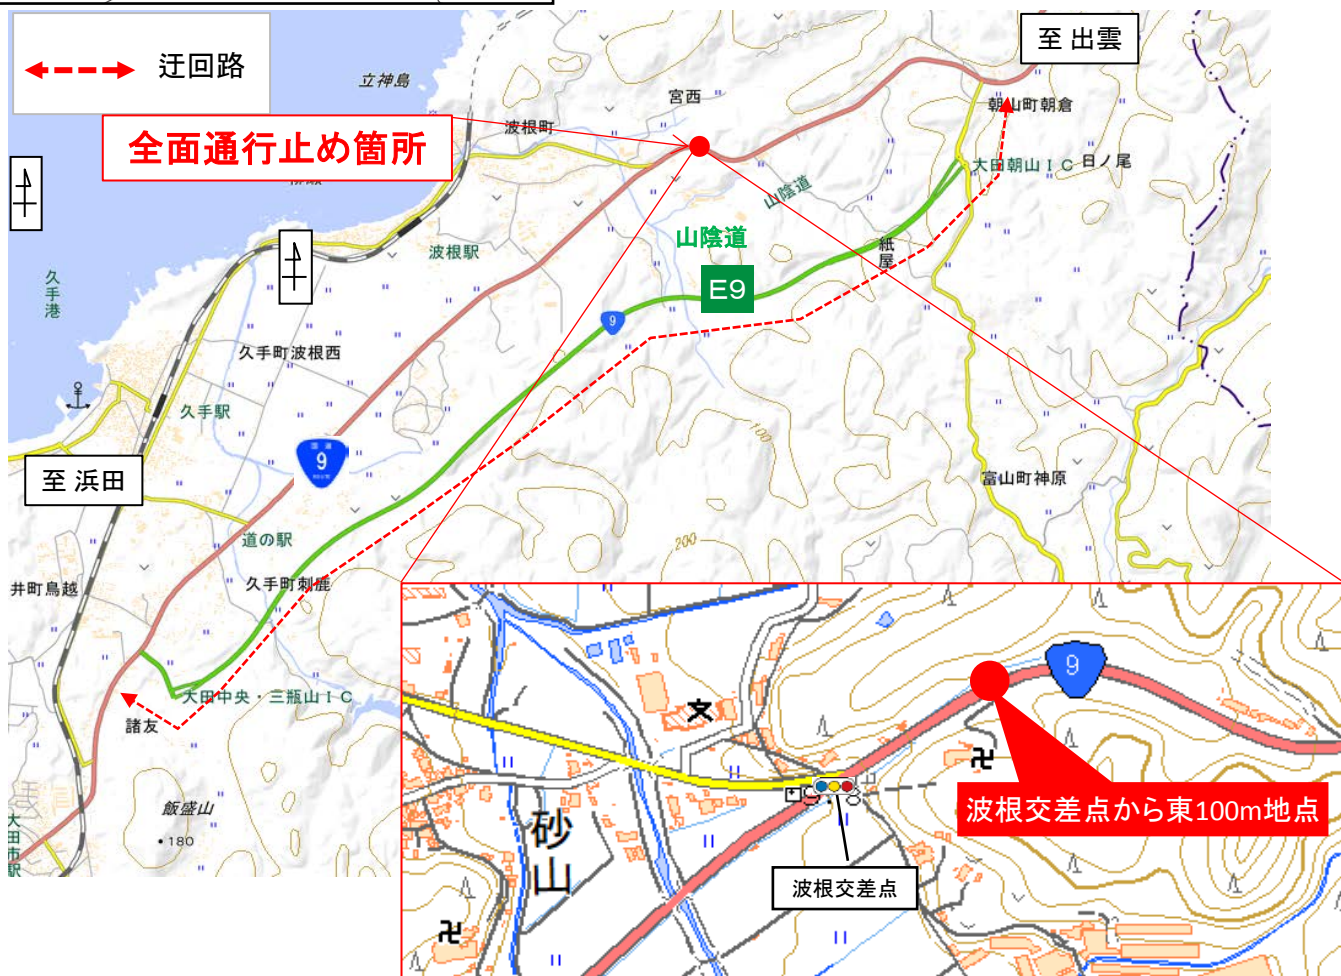 迂回路
至 出雲
立神島
宮西
朝山町朝倉
波根町
全面通行止め箇所
大田朝山ＩＣ
日ノ尾
山陰道
山陰道
紙屋
波根駅
E9
久手港
9
久手町波根西
久手駅
100
国道
9
至 浜田
富山町神原
道の駅
200
久手町刺鹿
井町鳥越
大田中央・三瓶山ＩＣ
諸友
9
飯盛山
波根交差点から東100m地点
・180
砂山
大田市駅
波根交差点